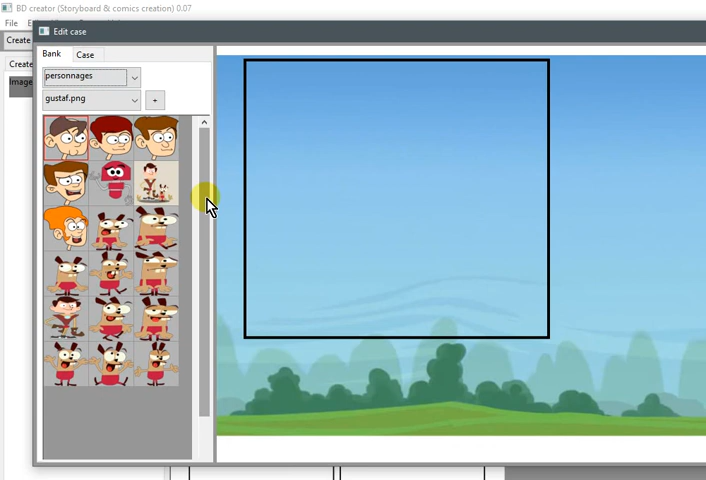 BD creator (Storyboard & comics creation) 0.07
File
Edit case
Create
Bank Case
Create
personnages
Image
gustaf.png
+